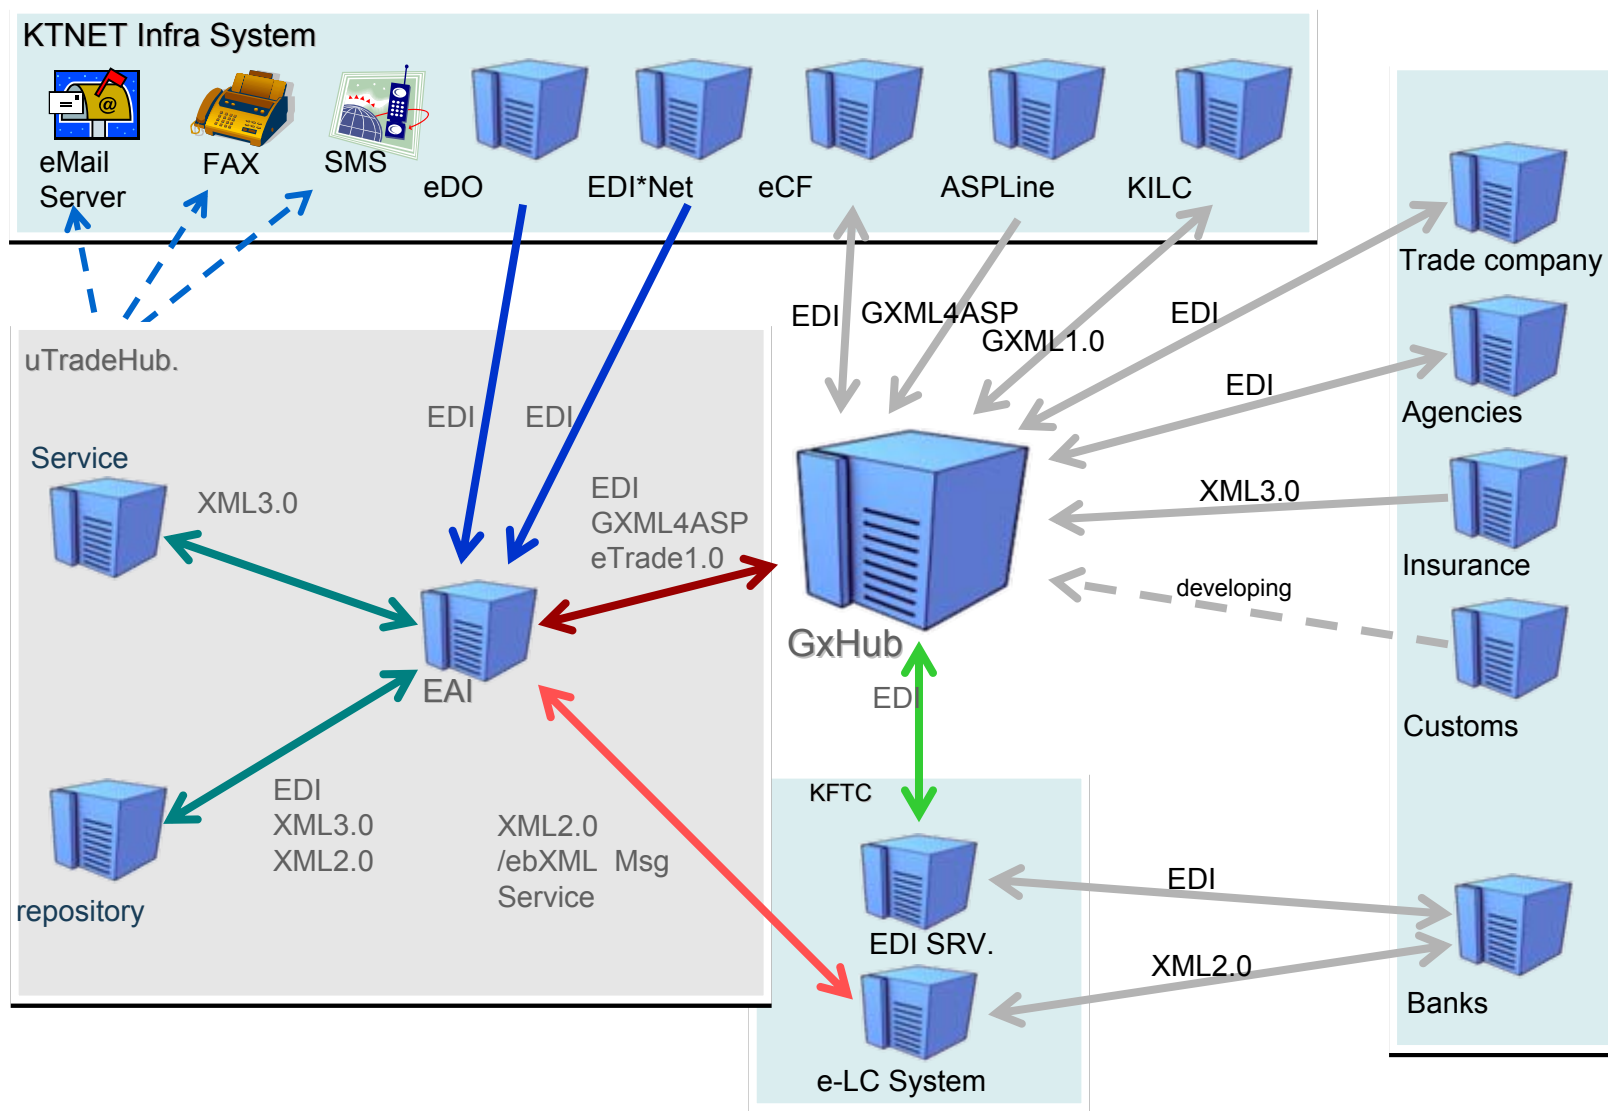 KTNET Infra System
@
eMail
Server
FAX
SMS
eDO
EDI*Net
eCF
ASPLine
KILC
Trade company
EDI
GXML4ASP
GXML1.0
EDI
EDI
Agencies
uTradeHub.
EDI
EDI
Service
XML3.0
EDI
GXML4ASP
eTrade1.0
XML3.0
Insurance
developing
GxHub
EAI
EDI
Customs
EDI
XML3.0
XML2.0
KFTC
XML2.0
/ebXML Msg
Service
repository
EDI
EDI SRV.
XML2.0
Banks
e-LC System